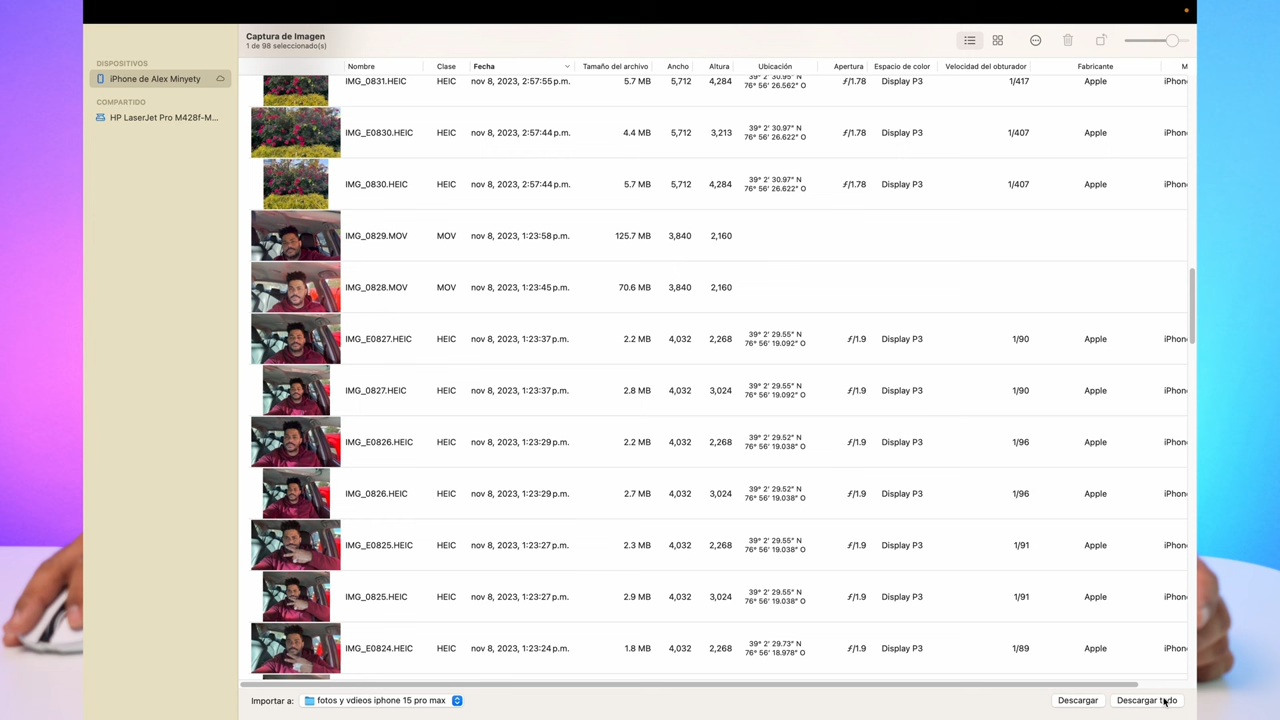 Captura de Imagen
1 de 98 seleccionado(s)
DISPOSITIVOS
iPhone de Alex Minyety
COMPARTIDO
HP LaserJet Pro M428f-M...
Nombre Clase Fecha Tamaño del archivo Ancho Altura Ubicación Apertura Espacio de color Velocidad del obturador Fabricante M
IMG_0831.HEIC HEIC nov 8, 2023, 2:57:55 p.m. 5.7 MB 5,712 4,284 39° 2' 30.95" N 76° 56' 26.562" O ƒ/1.78 Display P3 1/417 Apple iPhon
IMG_E0830.HEIC HEIC nov 8, 2023, 2:57:44 p.m. 4.4 MB 5,712 3,213 39° 2' 30.97" N 76° 56' 26.622" O ƒ/1.78 Display P3 1/407 Apple iPhon
IMG_0830.HEIC HEIC nov 8, 2023, 2:57:44 p.m. 5.7 MB 5,712 4,284 39° 2' 30.97" N 76° 56' 26.622" O ƒ/1.78 Display P3 1/407 Apple iPhon
IMG_0829.MOV MOV nov 8, 2023, 1:23:58 p.m. 125.7 MB 3,840 2,160
IMG_0828.MOV MOV nov 8, 2023, 1:23:45 p.m. 70.6 MB 3,840 2,160
IMG_E0827.HEIC HEIC nov 8, 2023, 1:23:37 p.m. 2.2 MB 4,032 2,268 39° 2' 29.55" N 76° 56' 19.092" O ƒ/1.9 Display P3 1/90 Apple iPhon
IMG_0827.HEIC HEIC nov 8, 2023, 1:23:37 p.m. 2.8 MB 4,032 3,024 39° 2' 29.55" N 76° 56' 19.092" O ƒ/1.9 Display P3 1/90 Apple iPhon
IMG_E0826.HEIC HEIC nov 8, 2023, 1:23:29 p.m. 2.2 MB 4,032 2,268 39° 2' 29.52" N 76° 56' 19.038" O ƒ/1.9 Display P3 1/96 Apple iPhon
IMG_0826.HEIC HEIC nov 8, 2023, 1:23:29 p.m. 2.7 MB 4,032 3,024 39° 2' 29.52" N 76° 56' 19.038" O ƒ/1.9 Display P3 1/96 Apple iPhon
IMG_E0825.HEIC HEIC nov 8, 2023, 1:23:27 p.m. 2.3 MB 4,032 2,268 39° 2' 29.55" N 76° 56' 19.038" O ƒ/1.9 Display P3 1/91 Apple iPhon
IMG_0825.HEIC HEIC nov 8, 2023, 1:23:27 p.m. 2.9 MB 4,032 3,024 39° 2' 29.55" N 76° 56' 19.038" O ƒ/1.9 Display P3 1/91 Apple iPhon
IMG_E0824.HEIC HEIC nov 8, 2023, 1:23:24 p.m. 1.8 MB 4,032 2,268 39° 2' 29.73" N 76° 56' 18.978" O ƒ/1.9 Display P3 1/89 Apple iPhon
Importar a: fotos y vdieos iphone 15 pro max Descargar Descargar todo